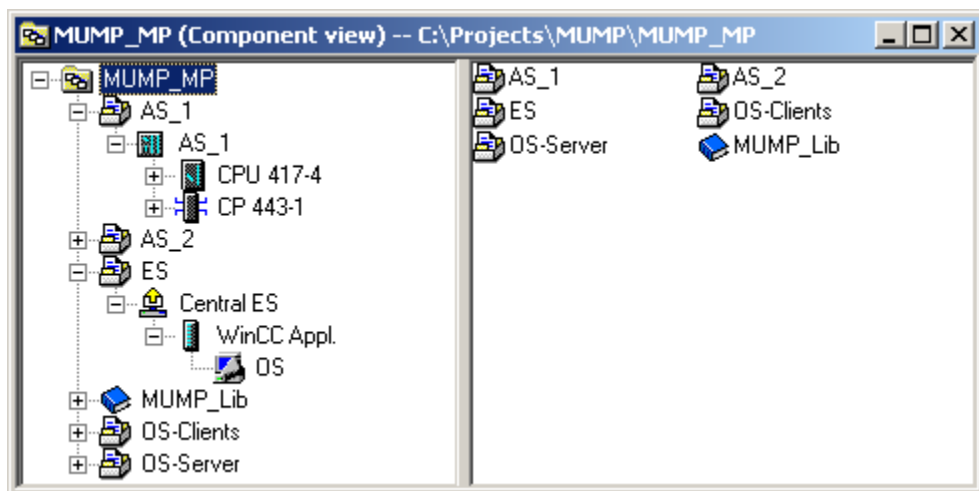 MUMP_MP (Component view) -- C:\Projects\MUMP\MUMP_MP
MUMP_MP
AS_1
AS_1
CPU 417-4
CP 443-1
AS_2
ES
Central ES
WinCC Appl.
OS
MUMP_Lib
OS-Clients
OS-Server
AS_1 AS_2
ES OS-Clients
OS-Server MUMP_Lib